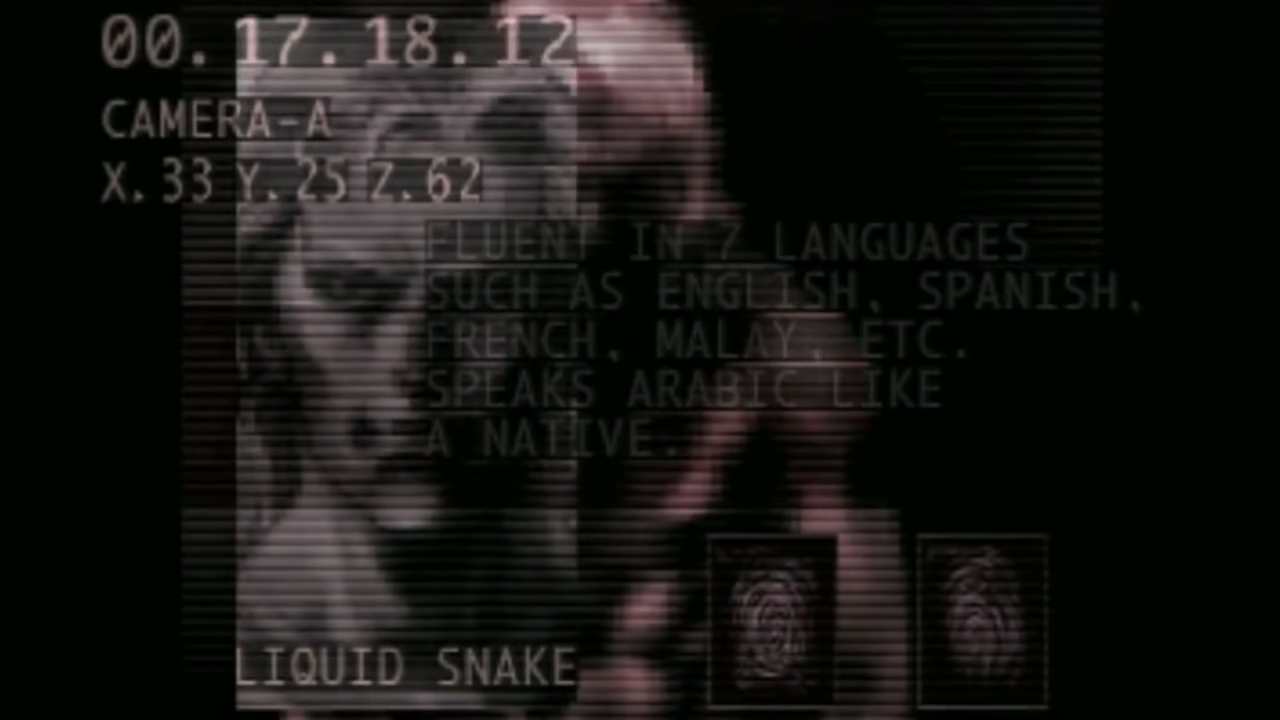 00.17.18.12
CAMERA-A
X.33 Y.25 Z.62
FLUENT IN 7 LANGUAGES
SUCH AS ENGLISH, SPANISH,
FRENCH, MALAY, ETC.
SPEAKS ARABIC LIKE
A NATIVE.
LIQUID SNAKE